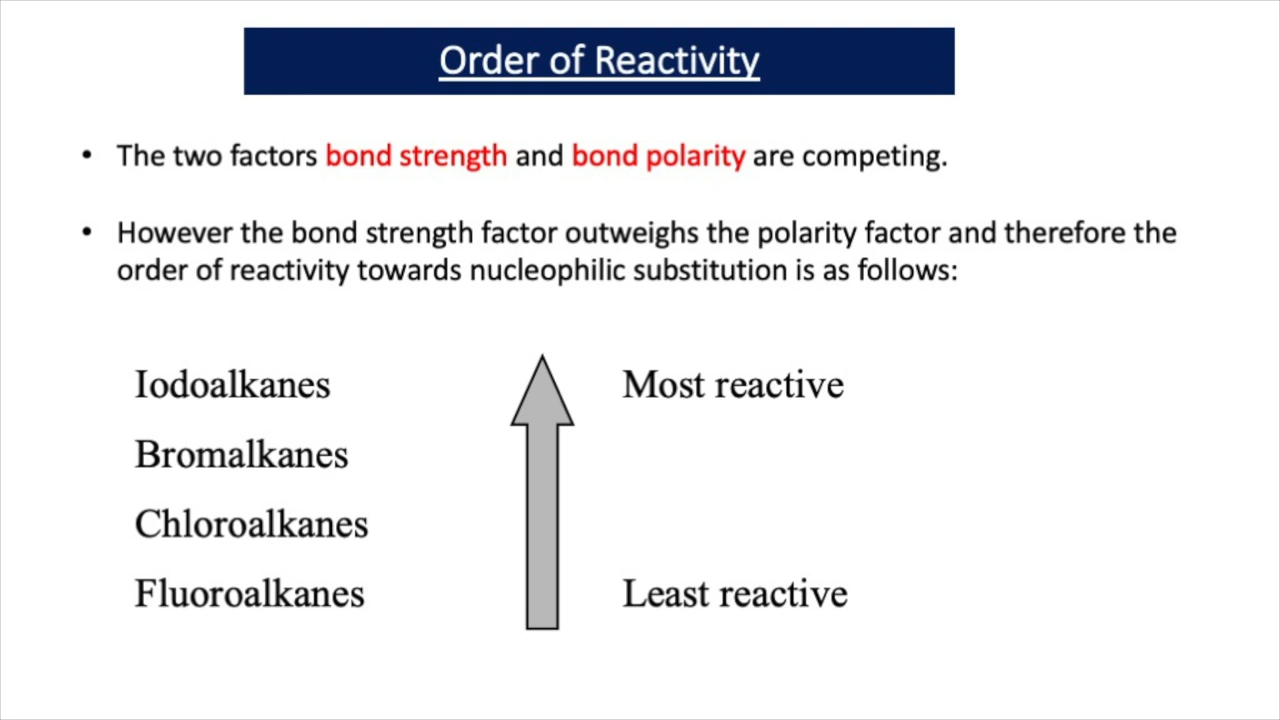 Order of Reactivity
• The two factors bond strength and bond polarity are competing.
• However the bond strength factor outweighs the polarity factor and therefore the
order of reactivity towards nucleophilic substitution is as follows:
Iodoalkanes Most reactive
Bromalkanes
Chloroalkanes
Fluoroalkanes Least reactive